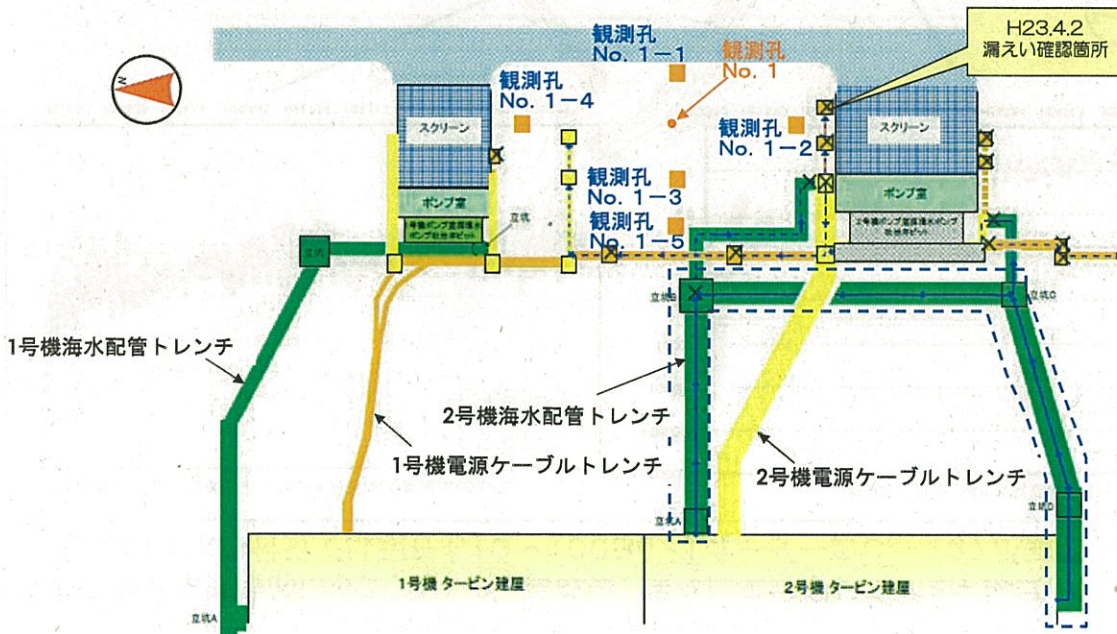 H23.4.2
漏えい確認箇所
観測孔
No. 1-1
観測孔
No. 1
N
観測孔
No. 1-4
スクリーン
観測孔
No. 1-2
スクリーン
観測孔
No. 1-3
ポンプ室
ポンプ室
観測孔
No. 1-5
立坑
立坑
立坑B
立坑C
1号機海水配管トレンチ
2号機海水配管トレンチ
1号機電源ケーブルトレンチ
2号機電源ケーブルトレンチ
立坑A
立坑D
1号機 タービン建屋
2号機 タービン建屋
立坑A